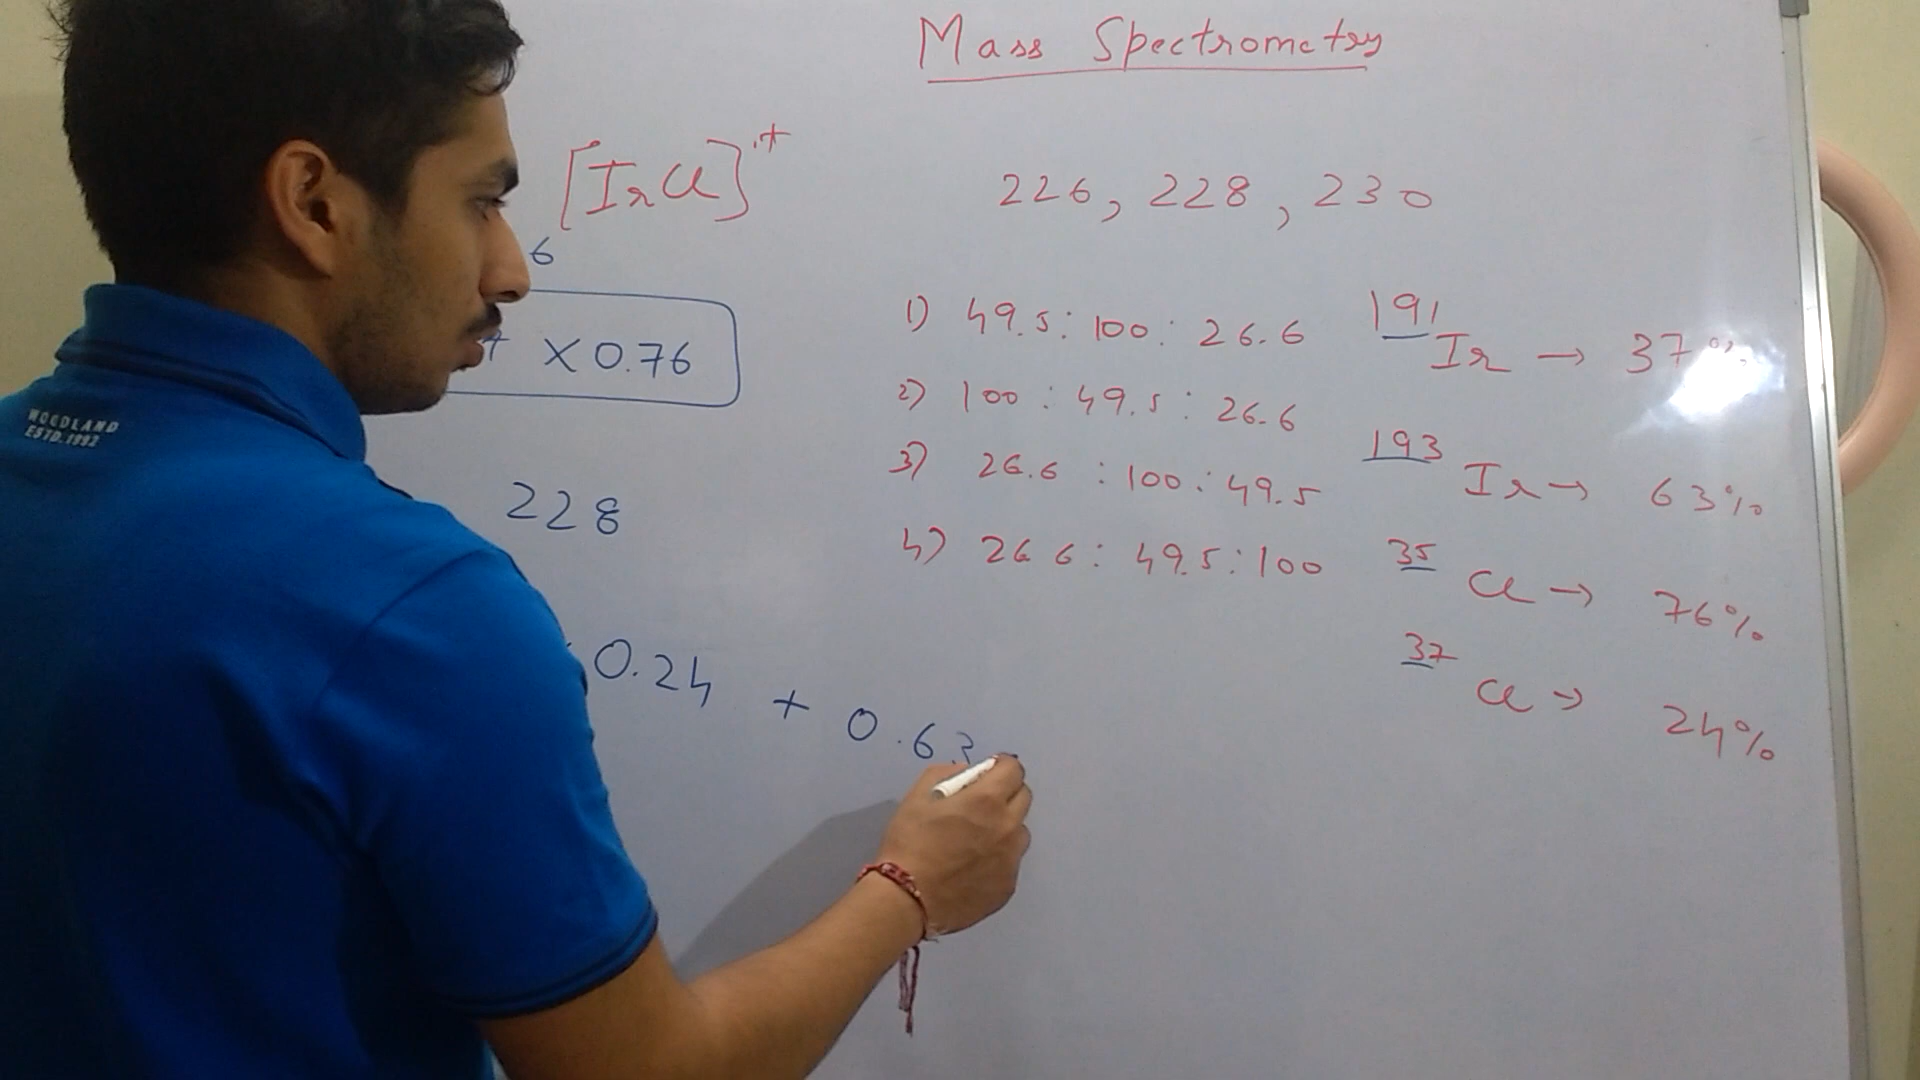 Mass Spectrometry
[IrCl]·+
226, 228, 230
6
× 0.76
228
0.24 + 0.63
1) 49.5 : 100 : 26.6
2) 100 : 49.5 : 26.6
3) 26.6 : 100 : 49.5
4) 26 6 : 49.5 : 100
191 Ir → 37%
193 Ir → 63%
35 Cl → 76%
37 Cl → 24%
WOODLAND
ESTD.1992